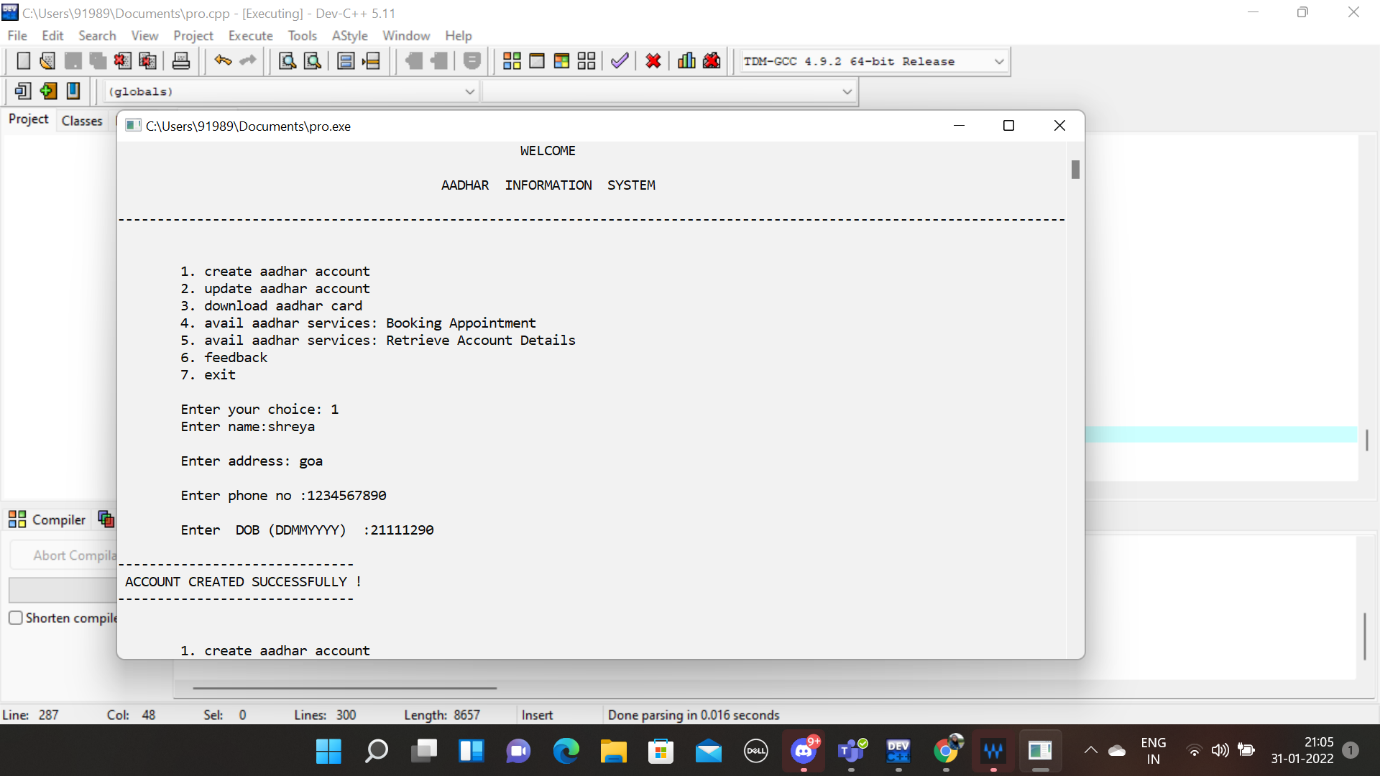 C:\Users\91989\Documents\pro.cpp - [Executing] - Dev-C++ 5.11
File Edit Search View Project Execute Tools AStyle Window Help
TDM-GCC 4.9.2 64-bit Release
(globals)
Project Classes
C:\Users\91989\Documents\pro.exe
WELCOME
AADHAR INFORMATION SYSTEM
1. create aadhar account
2. update aadhar account
3. download aadhar card
4. avail aadhar services: Booking Appointment
5. avail aadhar services: Retrieve Account Details
6. feedback
7. exit
Enter your choice: 1
Enter name:shreya
Enter address: goa
Enter phone no :1234567890
Enter DOB (DDMMYYYY) :21111290
------------------------------
ACCOUNT CREATED SUCCESSFULLY !
------------------------------
1. create aadhar account
Compiler
Abort Compila
Shorten compile
Line: 287 Col: 48 Sel: 0 Lines: 300 Length: 8657 Insert Done parsing in 0.016 seconds
DELL 9+ DEV
ENG
IN
21:05
31-01-2022
1